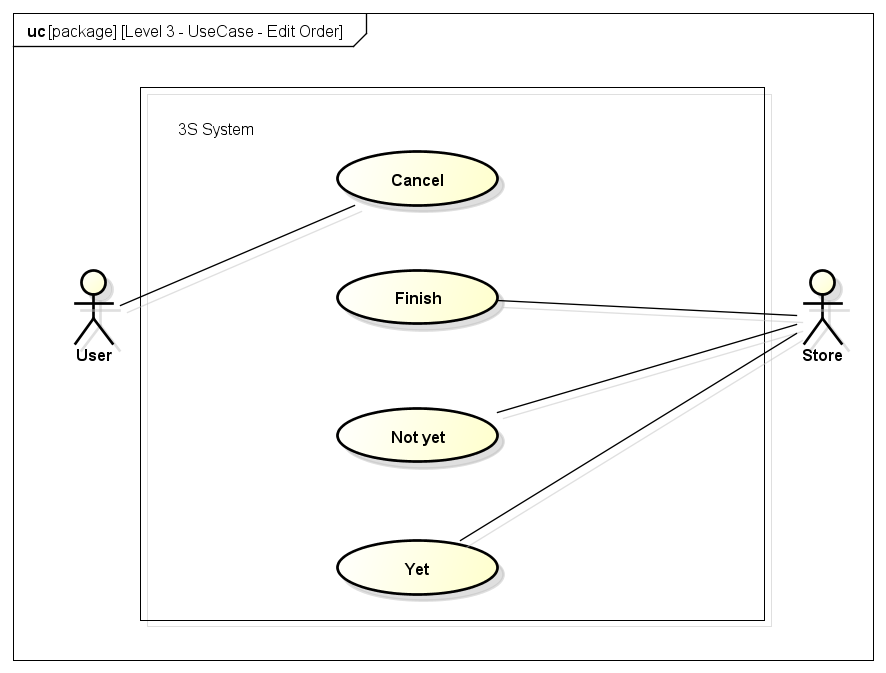 uc [package] [Level 3 - UseCase - Edit Order]
3S System
Cancel
Finish
User
Store
Not yet
Yet